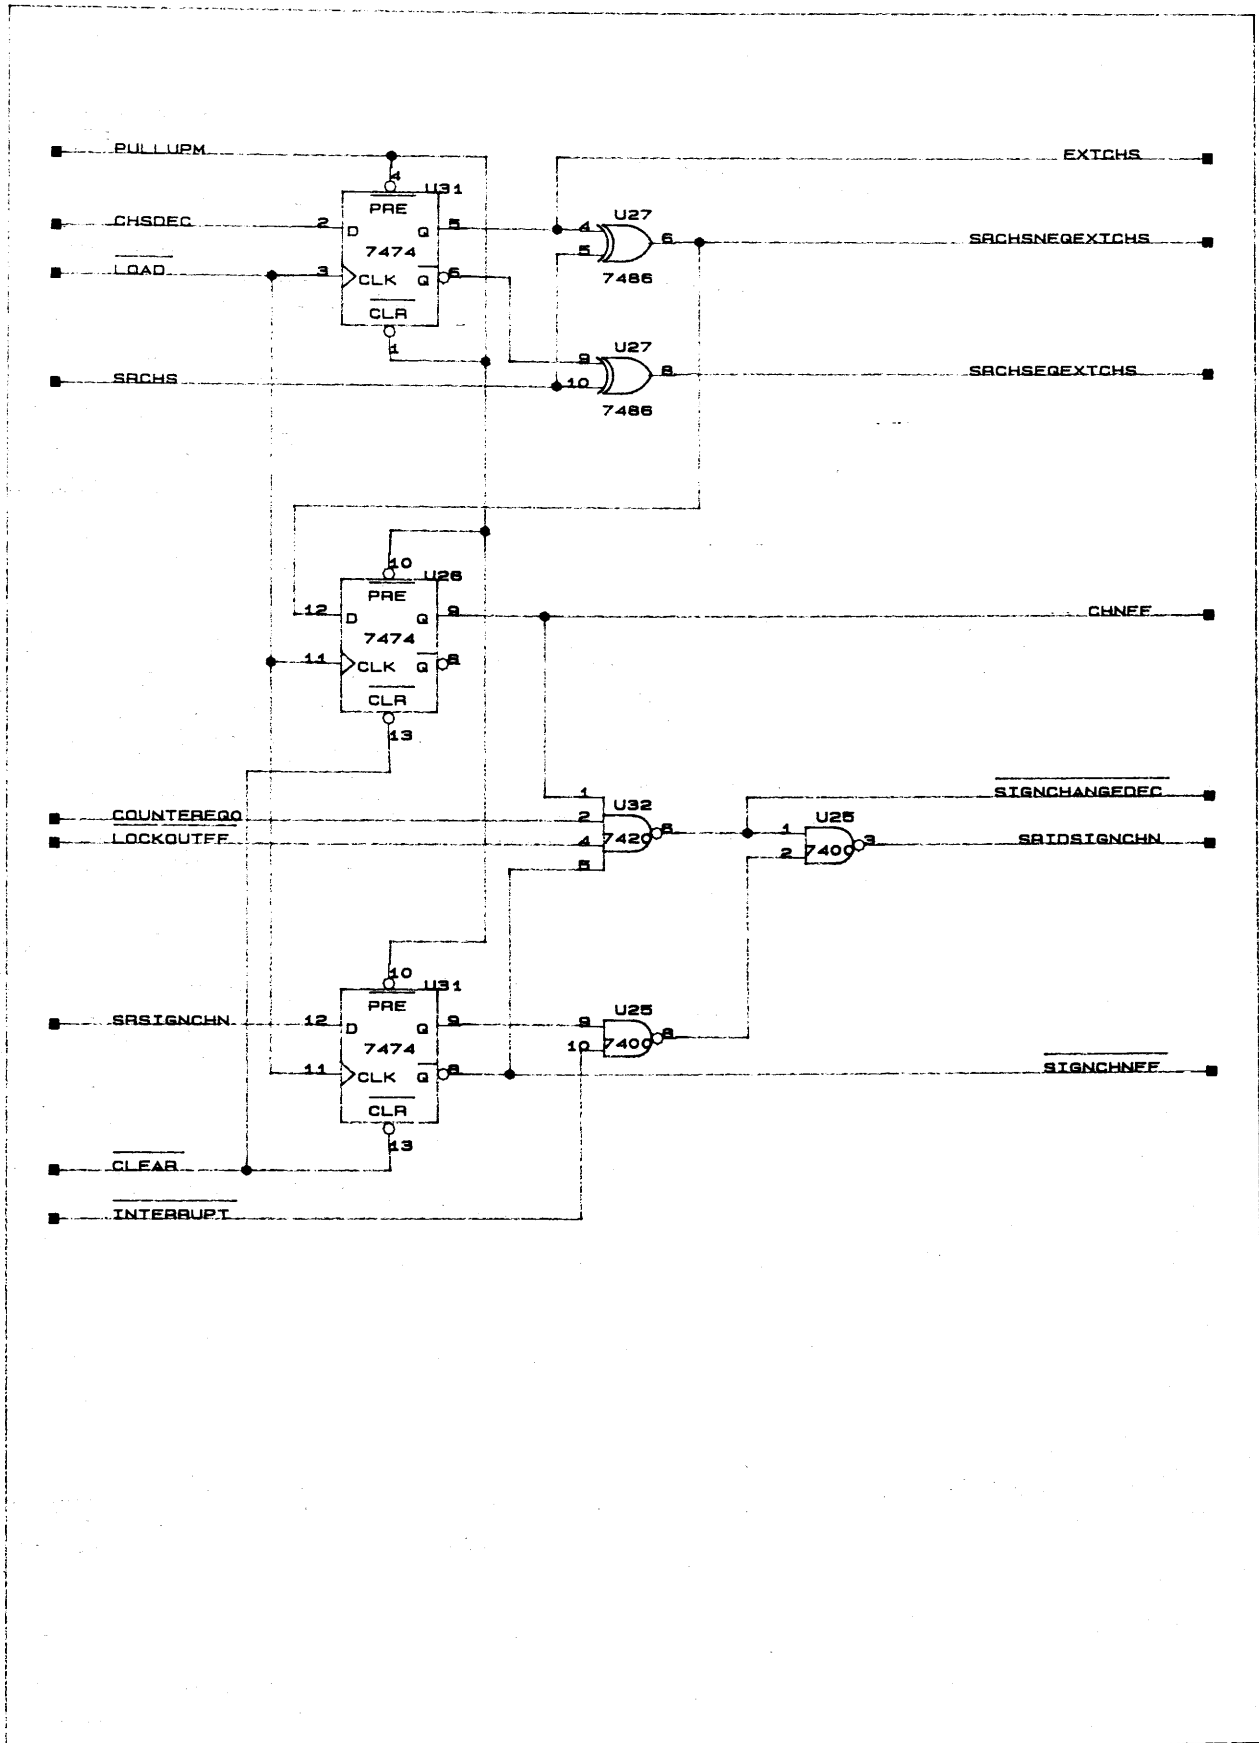 PULLUPM
EXTCHS
4
U31
PRE
U27
CHSDEC
2
D
Q
5
4
6
SRCHSNEQEXTCHS
7474
5
LOAD
3
CLK
Q
6
7486
CLR
1
U27
9
SRCHS
10
8
SRCHSEQEXTCHS
7486
10
U26
PRE
12
D
Q
9
CHNFF
7474
11
CLK
Q
8
CLR
13
1
SIGNCHANGEDEC
U32
COUNTEREQ0
2
U25
6
1
LOCKOUTFF
4
7420
3
SRIDSIGNCHN
2
7400
5
10
U31
PRE
U25
SRSIGNCHN
12
D
Q
9
9
8
7474
10
7400
11
CLK
Q
8
SIGNCHNFF
CLR
13
CLEAR
INTERRUPT